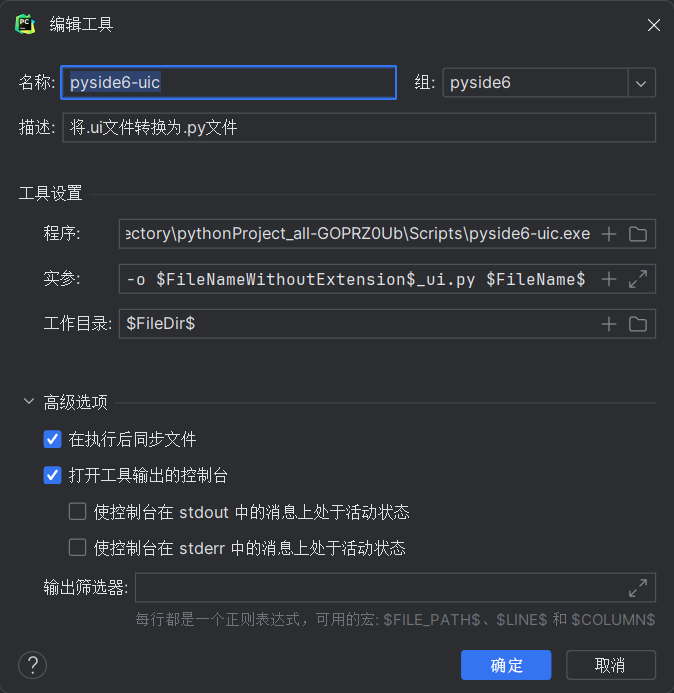 编辑工具
名称: pyside6-uic 组: pyside6
描述: 将.ui文件转换为.py文件
工具设置
程序: ectory\pythonProject_all-GOPRZ0Ub\Scripts\pyside6-uic.exe
实参: -o $FileNameWithoutExtension$_ui.py $FileName$
工作目录: $FileDir$
高级选项
在执行后同步文件
打开工具输出的控制台
使控制台在 stdout 中的消息上处于活动状态
使控制台在 stderr 中的消息上处于活动状态
输出筛选器:
每行都是一个正则表达式，可用的宏: $FILE_PATH$、$LINE$ 和 $COLUMN$
? 确定 取消